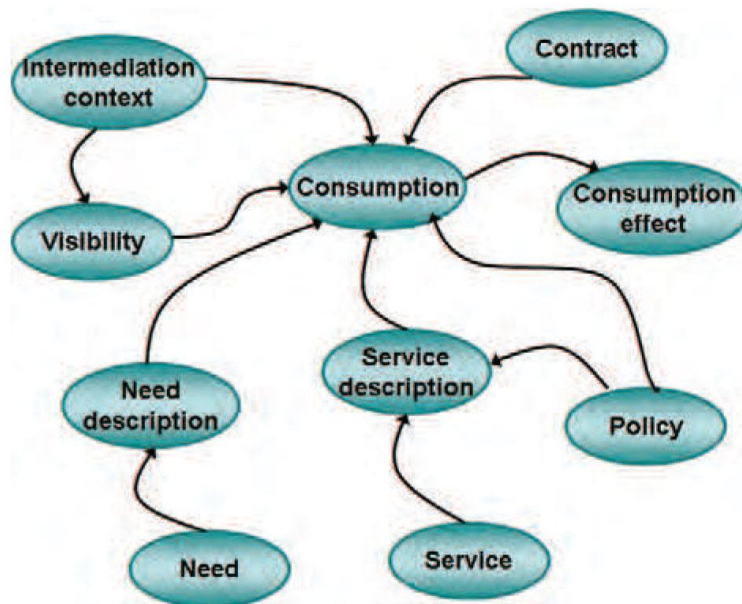 Intermediation
context
Contract
Consumption
Consumption
effect
Visibility
Service
description
Need
description
Policy
Need
Service